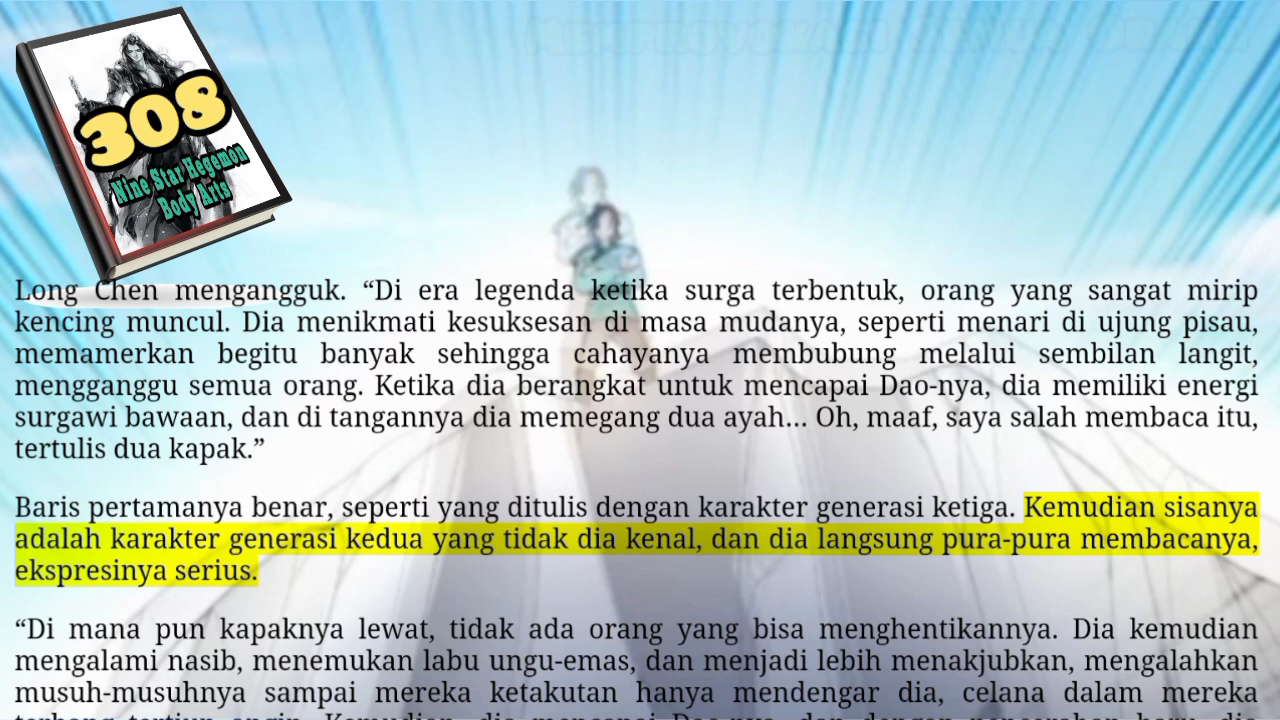 308
Nine Star Hegemon
Body Arts
Long Chen mengangguk. “Di era legenda ketika surga terbentuk, orang yang sangat mirip
kencing muncul. Dia menikmati kesuksesan di masa mudanya, seperti menari di ujung pisau,
memamerkan begitu banyak sehingga cahayanya membubung melalui sembilan langit,
mengganggu semua orang. Ketika dia berangkat untuk mencapai Dao-nya, dia memiliki energi
surgawi bawaan, dan di tangannya dia memegang dua ayah… Oh, maaf, saya salah membaca itu,
tertulis dua kapak.”
Baris pertamanya benar, seperti yang ditulis dengan karakter generasi ketiga. Kemudian sisanya
adalah karakter generasi kedua yang tidak dia kenal, dan dia langsung pura-pura membacanya,
ekspresinya serius.
“Di mana pun kapaknya lewat, tidak ada orang yang bisa menghentikannya. Dia kemudian
mengalami nasib, menemukan labu ungu-emas, dan menjadi lebih menakjubkan, mengalahkan
musuh-musuhnya sampai mereka ketakutan hanya mendengar dia, celana dalam mereka